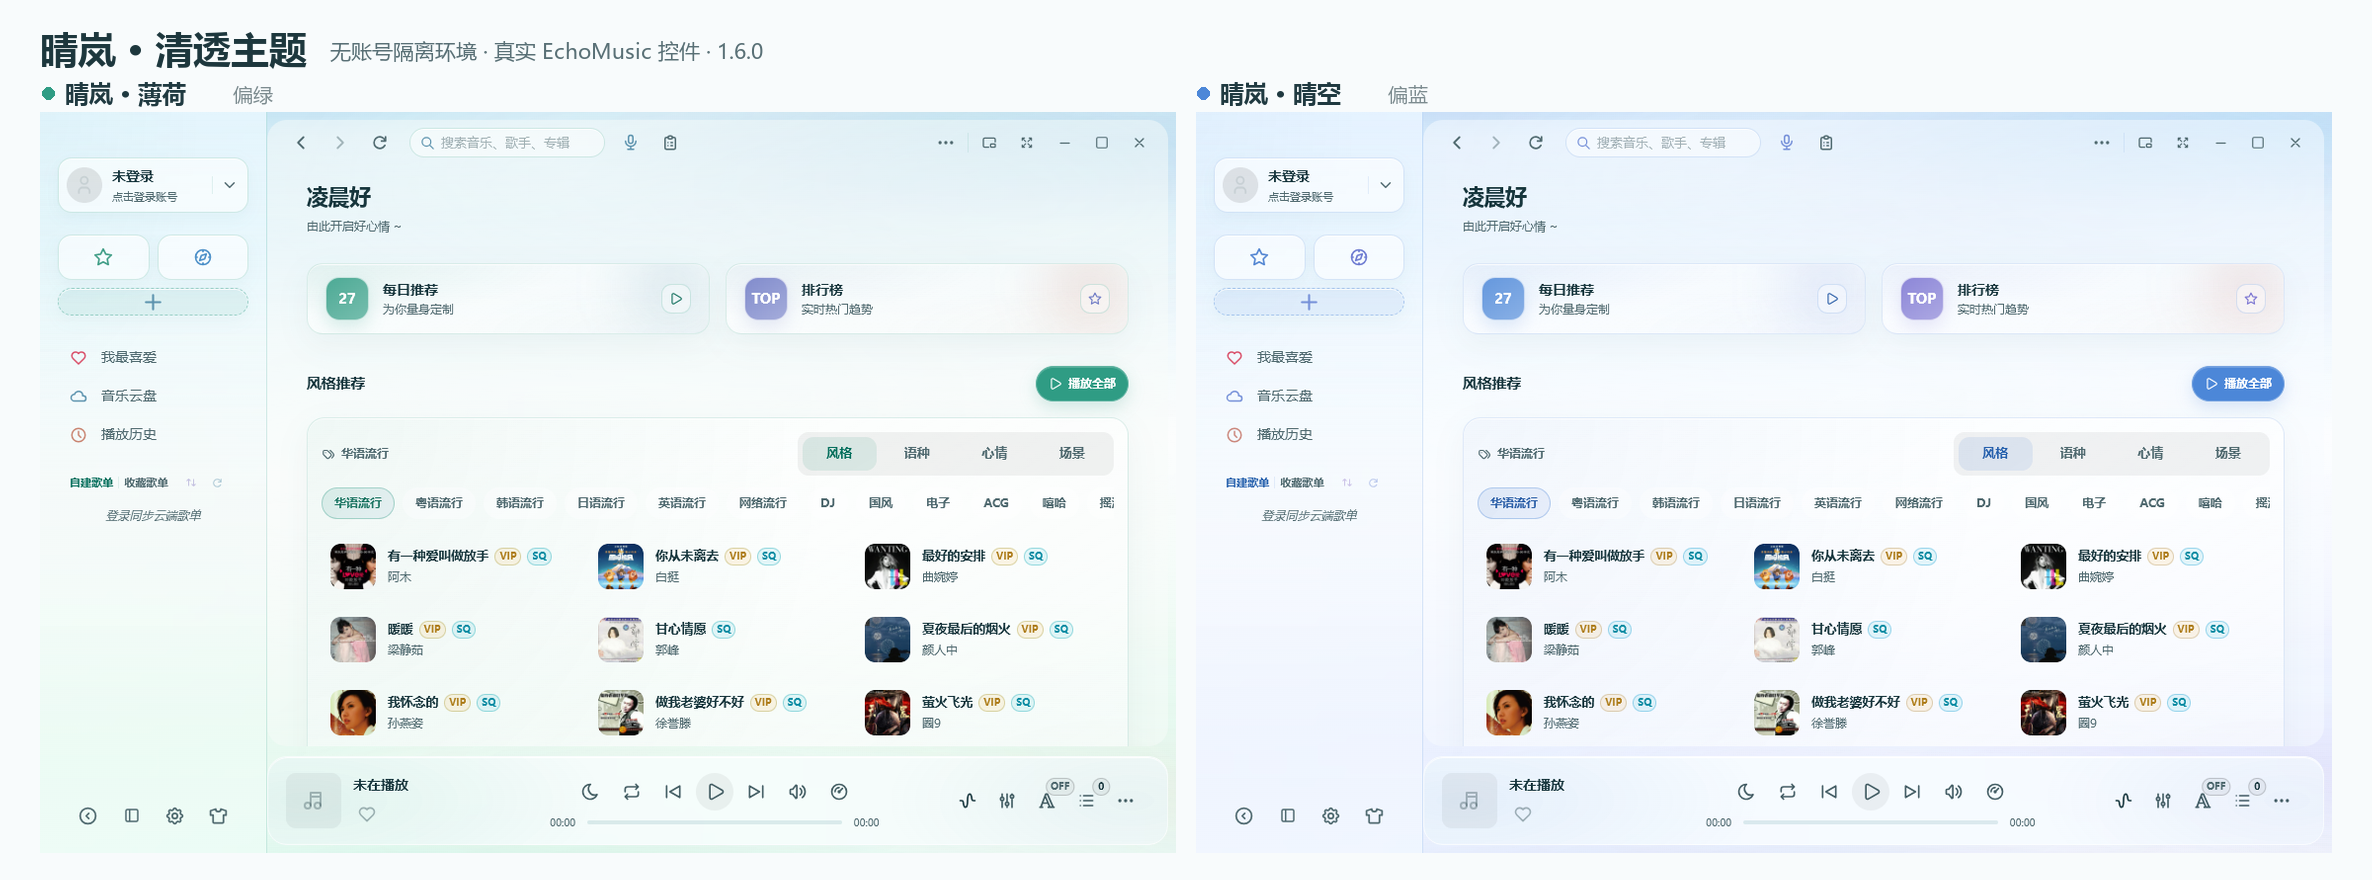 晴岚 • 清透主题 无账号隔离环境 · 真实 EchoMusic 控件 · 1.6.0
晴岚 • 薄荷 偏绿
搜索音乐、歌手、专辑
未登录
点击登录账号
凌晨好
由此开启好心情 ~
27
每日推荐
为你量身定制
TOP
排行榜
实时热门趋势
我最喜爱
音乐云盘
播放历史
自建歌单 收藏歌单
登录同步云端歌单
风格推荐
播放全部
华语流行
风格 语种 心情 场景
华语流行 粤语流行 韩语流行 日语流行 英语流行 网络流行 DJ 国风 电子 ACG 嘻哈
有一种爱叫做放手 VIP SQ
阿木
你从未离去 VIP SQ
白挺
最好的安排 VIP SQ
曲婉婷
暖暖 VIP SQ
梁静茹
甘心情愿 SQ
郭峰
夏夜最后的烟火 VIP SQ
颜人中
我怀念的 VIP SQ
孙燕姿
做我老婆好不好 VIP SQ
徐誉滕
萤火飞光 VIP SQ
圆9
未在播放
00:00
00:00
OFF
0
晴岚 • 晴空 偏蓝
搜索音乐、歌手、专辑
未登录
点击登录账号
凌晨好
由此开启好心情 ~
27
每日推荐
为你量身定制
TOP
排行榜
实时热门趋势
我最喜爱
音乐云盘
播放历史
自建歌单 收藏歌单
登录同步云端歌单
风格推荐
播放全部
华语流行
风格 语种 心情 场景
华语流行 粤语流行 韩语流行 日语流行 英语流行 网络流行 DJ 国风 电子 ACG 嘻哈
有一种爱叫做放手 VIP SQ
阿木
你从未离去 VIP SQ
白挺
最好的安排 VIP SQ
曲婉婷
暖暖 VIP SQ
梁静茹
甘心情愿 SQ
郭峰
夏夜最后的烟火 VIP SQ
颜人中
我怀念的 VIP SQ
孙燕姿
做我老婆好不好 VIP SQ
徐誉滕
萤火飞光 VIP SQ
圆9
未在播放
00:00
00:00
OFF
0